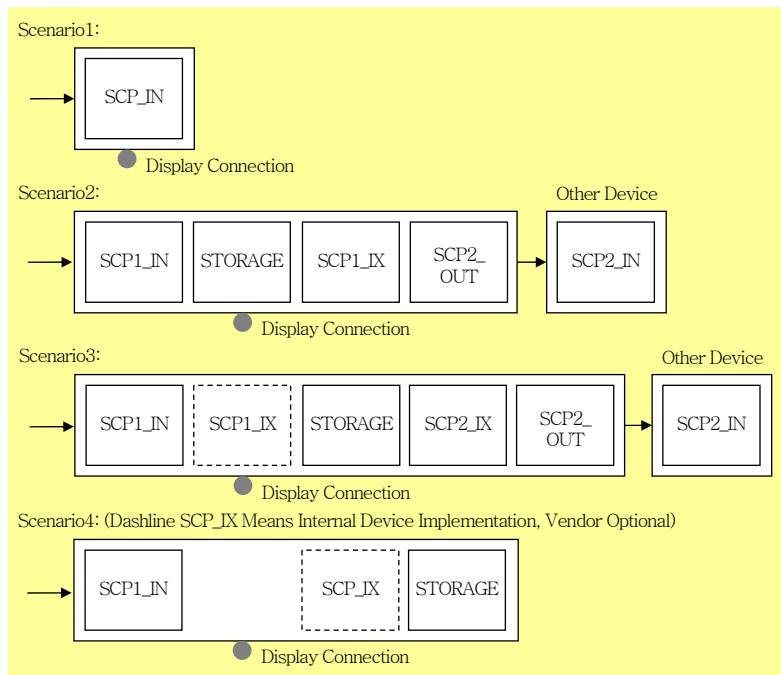 Scenario1:
SCP_IN
Display Connection
Scenario2:
Other Device
SCP1_IN
STORAGE
SCP1_IX
SCP2_
OUT
SCP2_IN
Display Connection
Scenario3:
Other Device
SCP1_IN
SCP1_IX
STORAGE
SCP2_IX
SCP2_
OUT
SCP2_IN
Display Connection
Scenario4: (Dashline SCP_IX Means Internal Device Implementation, Vendor Optional)
SCP1_IN
SCP_IX
STORAGE
Display Connection